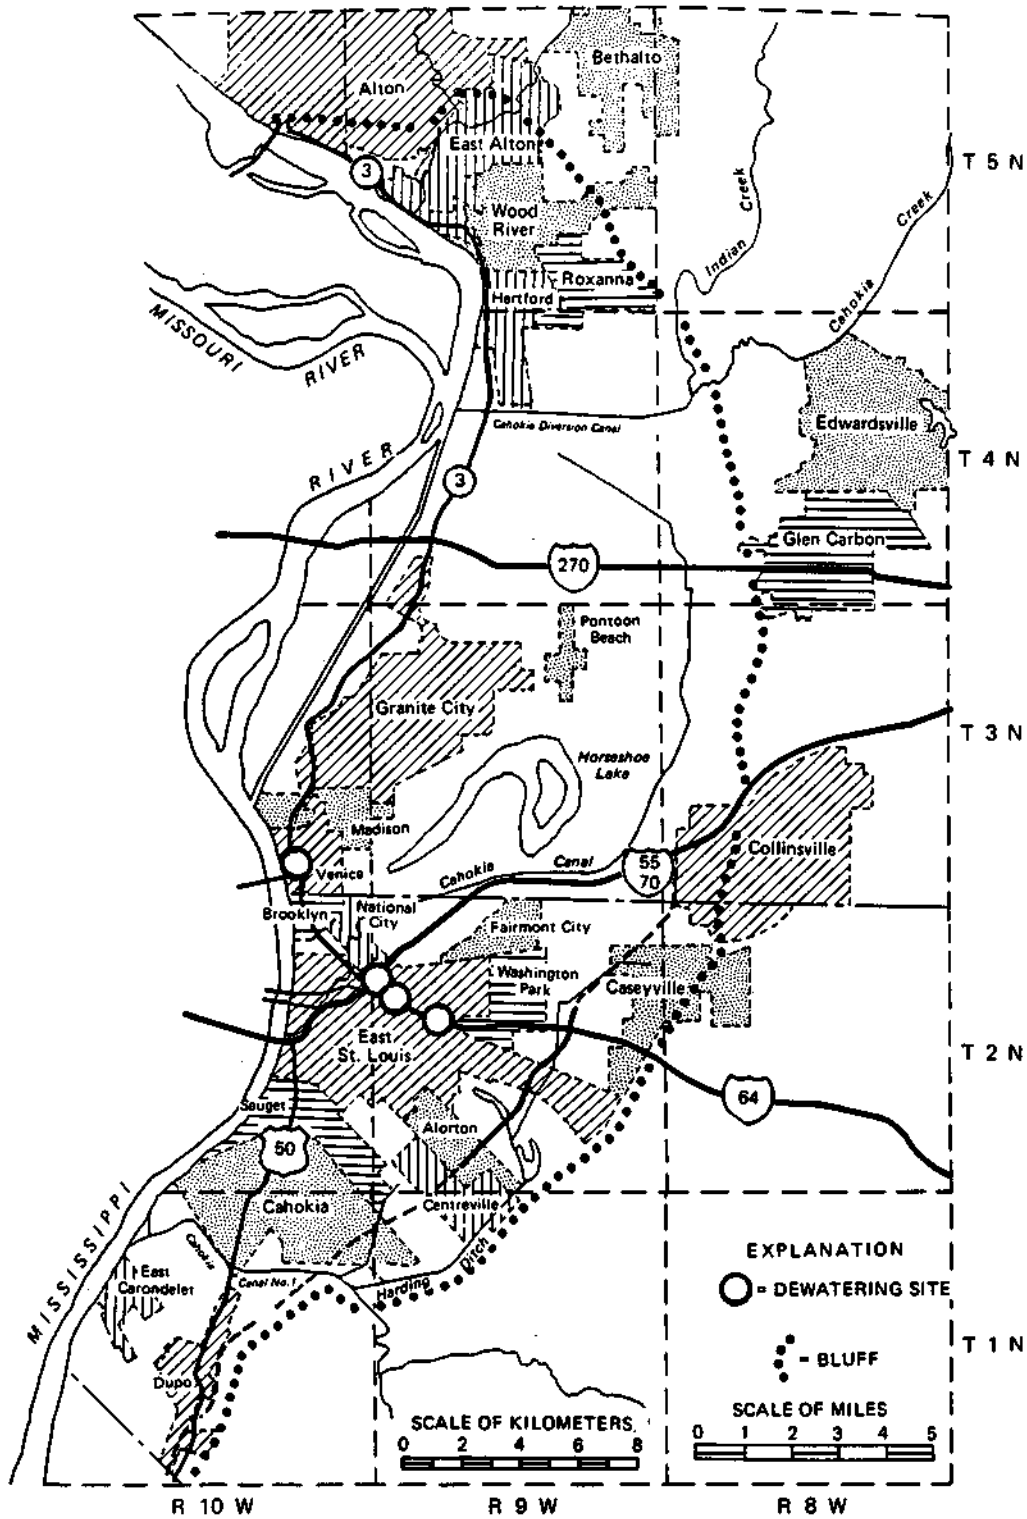 Bethalto
Alton
East Alton
T 5 N
3
Wood
River
Creek
Indian
Creek
Cahokia
Roxanna
Hartford
MISSOURI
RIVER
Edwardsville
Cahokia Diversion Canal
T 4 N
RIVER
3
Glen Carbon
270
Pontoon
Beach
Granite City
T 3 N
Horseshoe
Lake
Madison
Collinsville
55
70
Cahokia
Canal
Venice
National
City
Brooklyn
Fairmont City
Washington
Park
Caseyville
East
St. Louis
T 2 N
64
Sauget
Alorton
50
MISSISSIPPI
Cahokia
Centreville
Cahokia
Canal No. 1
Harding
Ditch
East
Carondelet
EXPLANATION
= DEWATERING SITE
= BLUFF
T 1 N
Dupo
SCALE OF KILOMETERS
0 2 4 6 8
SCALE OF MILES
0 1 2 3 5
R 10 W
R 9 W
R 8 W